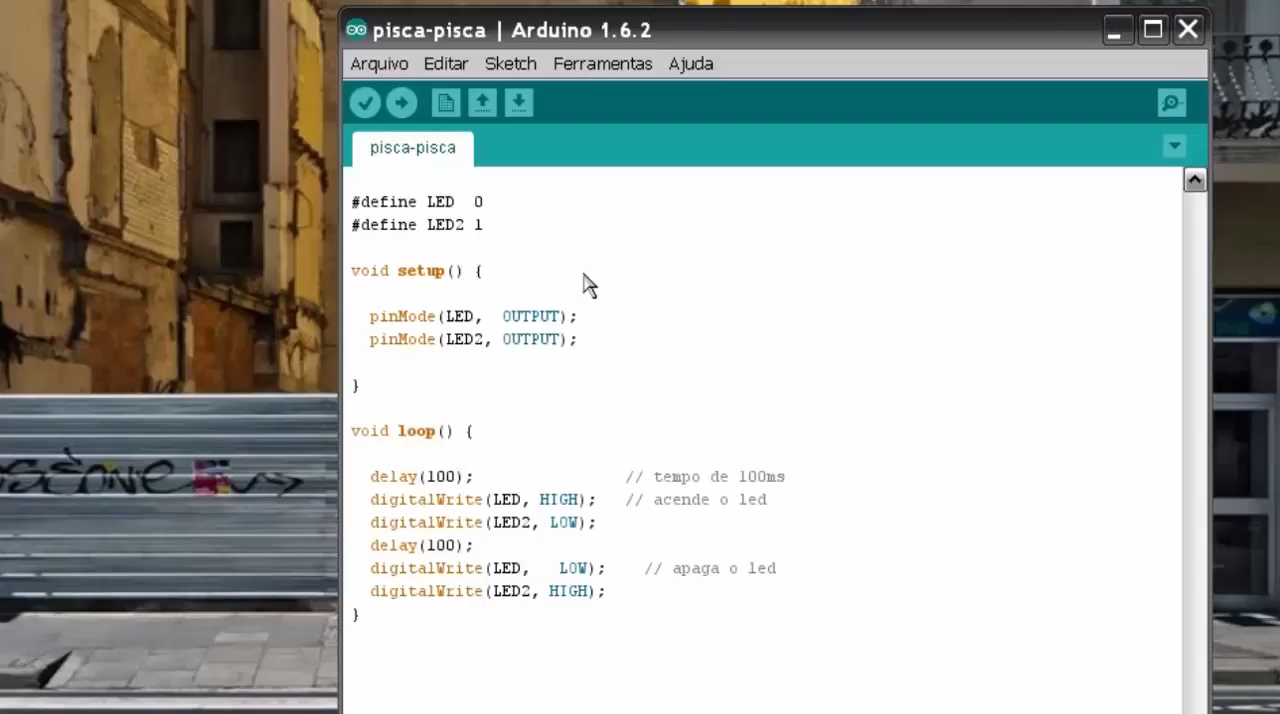 pisca-pisca | Arduino 1.6.2
Arquivo Editar Sketch Ferramentas Ajuda
pisca-pisca
#define LED  0
#define LED2 1
void setup() {
pinMode(LED,  OUTPUT);
pinMode(LED2, OUTPUT);
}
void loop() {
delay(100); // tempo de 100ms
digitalWrite(LED, HIGH); // acende o led
digitalWrite(LED2, LOW);
delay(100);
digitalWrite(LED,   LOW); // apaga o led
digitalWrite(LED2, HIGH);
}